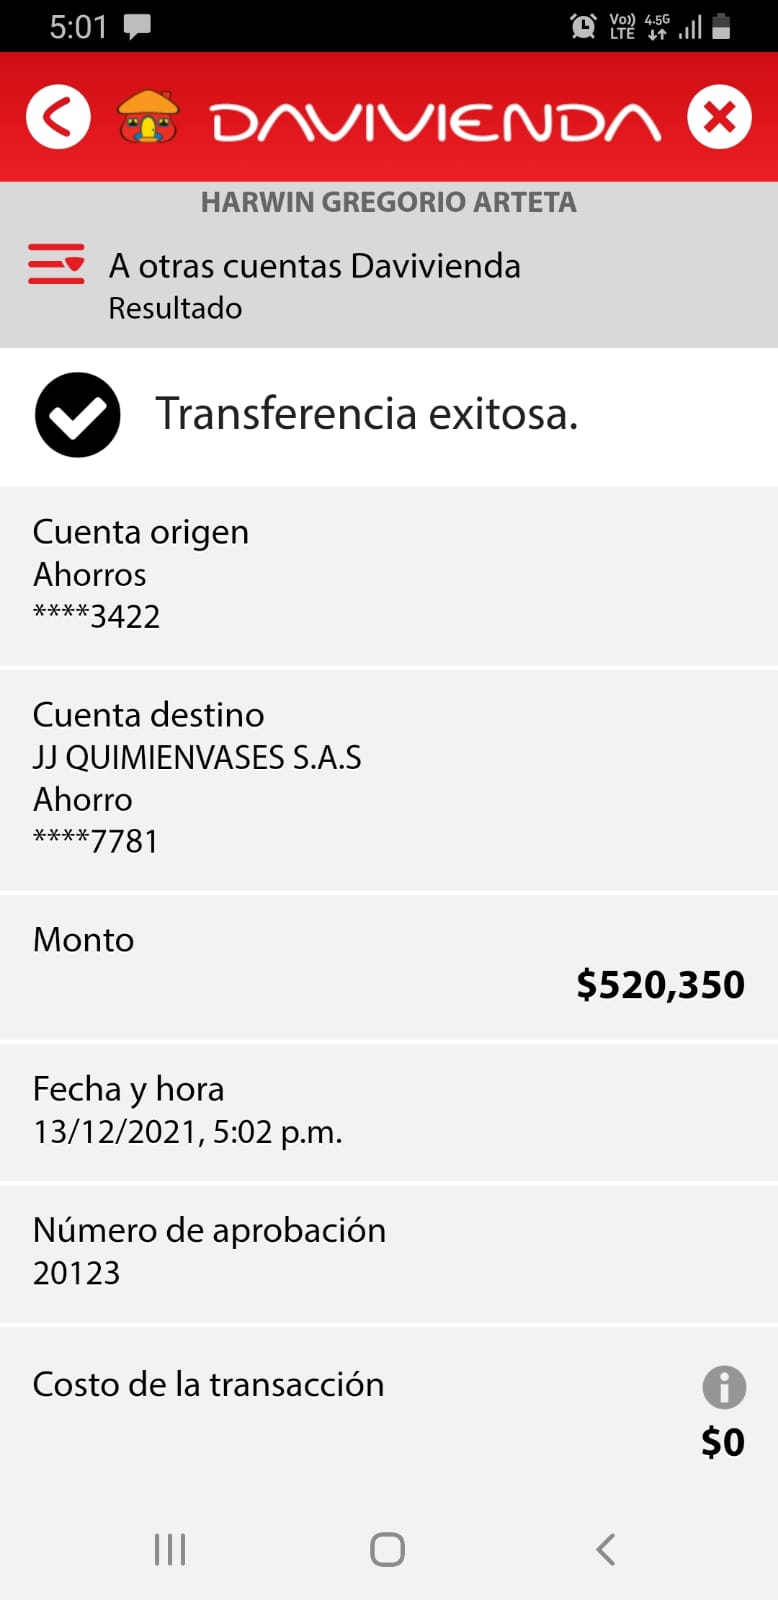 5:01
Vo)) LTE 4.5G
DAVIVIENDA
HARWIN GREGORIO ARTETA
A otras cuentas Davivienda
Resultado
Transferencia exitosa.
Cuenta origen
Ahorros
****3422
Cuenta destino
JJ QUIMIENVASES S.A.S
Ahorro
****7781
Monto
$520,350
Fecha y hora
13/12/2021, 5:02 p.m.
Número de aprobación
20123
Costo de la transacción
$0